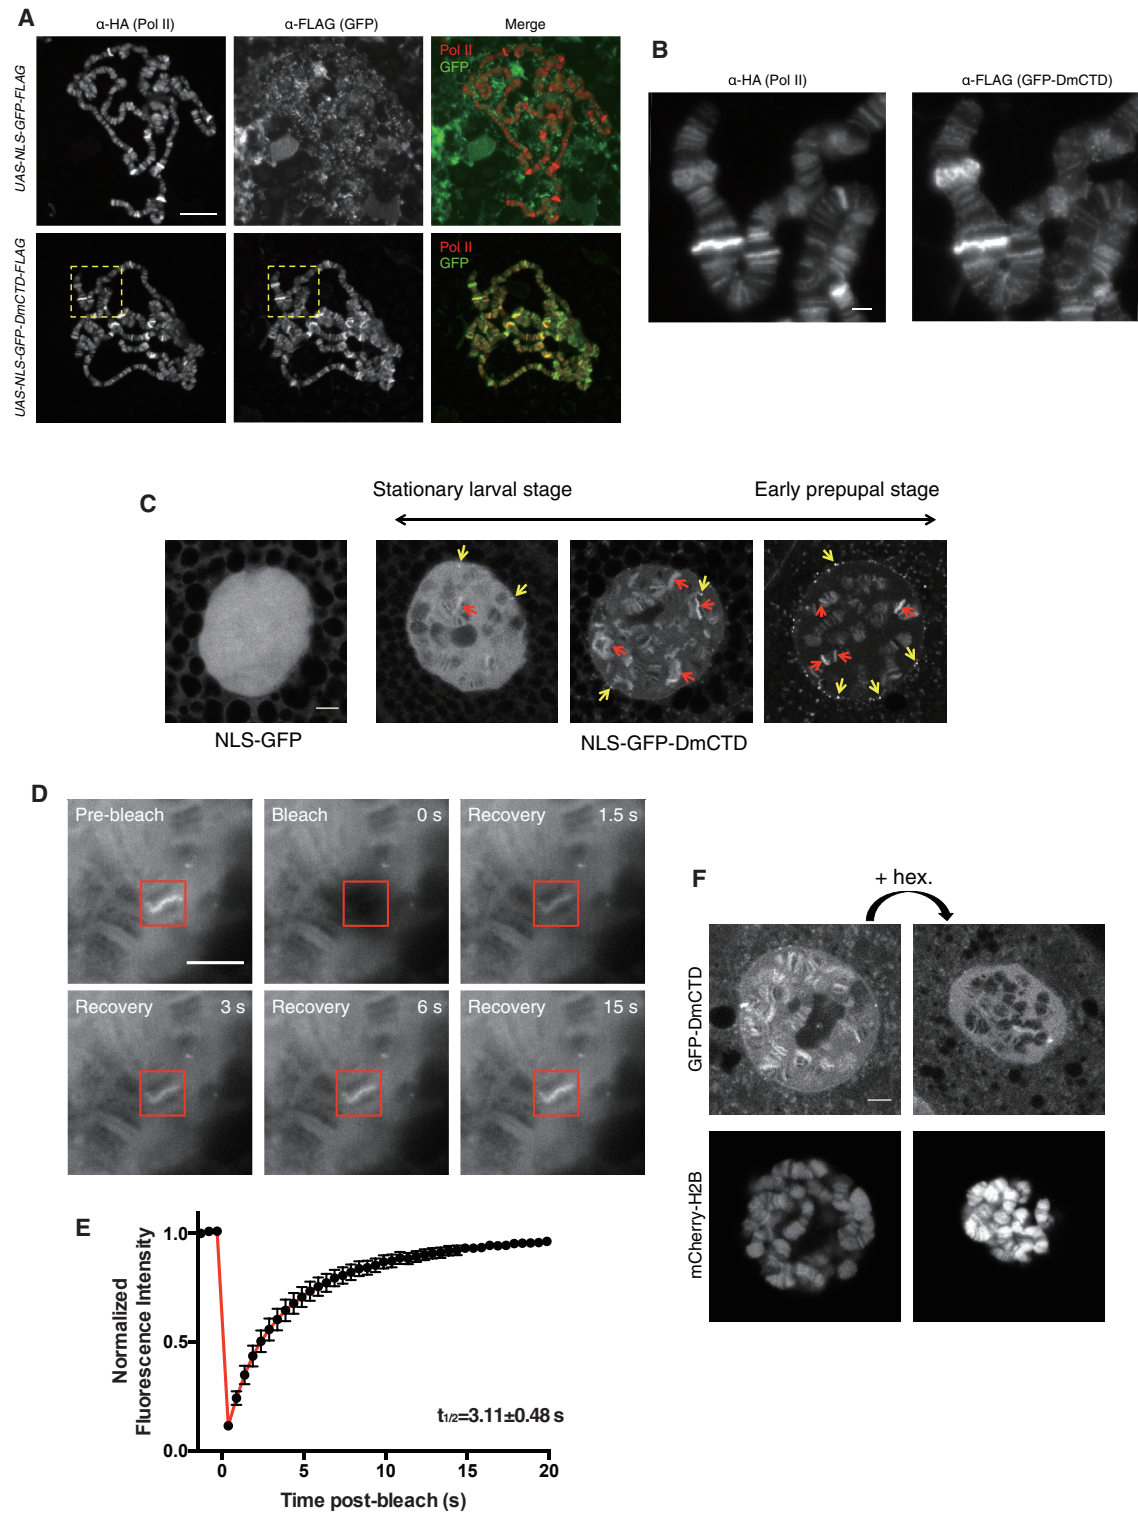 A
α-HA (Pol II)
α-FLAG (GFP)
Merge
UAS-NLS-GFP-FLAG
Pol II
GFP
UAS-NLS-GFP-DmCTD-FLAG
Pol II
GFP
B
α-HA (Pol II)
α-FLAG (GFP-DmCTD)
C
Stationary larval stage
Early prepupal stage
NLS-GFP
NLS-GFP-DmCTD
D
Pre-bleach
Bleach 0 s
Recovery 1.5 s
Recovery 3 s
Recovery 6 s
Recovery 15 s
E
Normalized
Fluorescence Intensity
1.0
0.5
0.0
t1/2=3.11±0.48 s
0 5 10 15 20
Time post-bleach (s)
F
+ hex.
GFP-DmCTD
mCherry-H2B